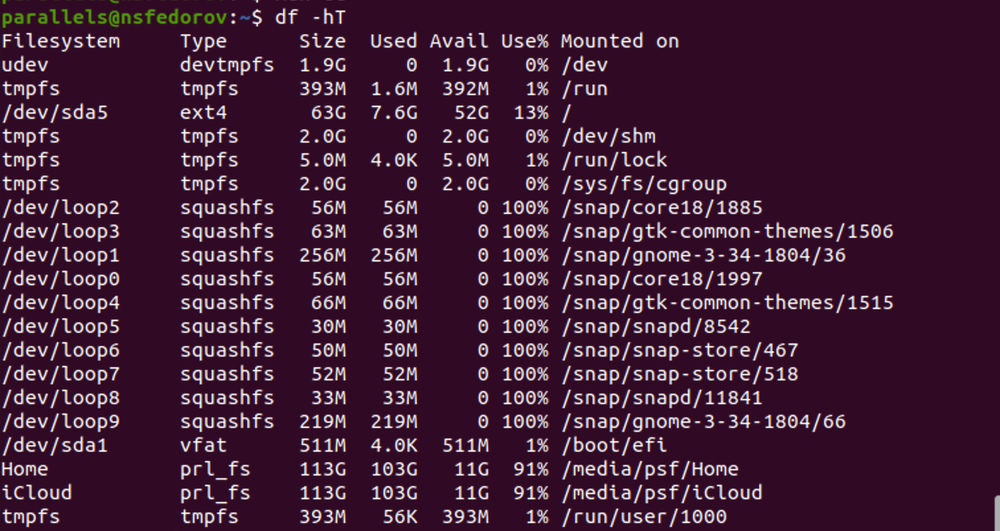 parallels@nsfedorov:~$ df -hT
Filesystem     Type      Size  Used Avail Use% Mounted on
udev           devtmpfs  1.9G     0  1.9G   0% /dev
tmpfs          tmpfs     393M  1.6M  392M   1% /run
/dev/sda5      ext4       63G  7.6G   52G  13% /
tmpfs          tmpfs     2.0G     0  2.0G   0% /dev/shm
tmpfs          tmpfs     5.0M  4.0K  5.0M   1% /run/lock
tmpfs          tmpfs     2.0G     0  2.0G   0% /sys/fs/cgroup
/dev/loop2     squashfs   56M   56M     0 100% /snap/core18/1885
/dev/loop3     squashfs   63M   63M     0 100% /snap/gtk-common-themes/1506
/dev/loop1     squashfs  256M  256M     0 100% /snap/gnome-3-34-1804/36
/dev/loop0     squashfs   56M   56M     0 100% /snap/core18/1997
/dev/loop4     squashfs   66M   66M     0 100% /snap/gtk-common-themes/1515
/dev/loop5     squashfs   30M   30M     0 100% /snap/snapd/8542
/dev/loop6     squashfs   50M   50M     0 100% /snap/snap-store/467
/dev/loop7     squashfs   52M   52M     0 100% /snap/snap-store/518
/dev/loop8     squashfs   33M   33M     0 100% /snap/snapd/11841
/dev/loop9     squashfs  219M  219M     0 100% /snap/gnome-3-34-1804/66
/dev/sda1      vfat      511M  4.0K  511M   1% /boot/efi
Home           prl_fs    113G  103G   11G  91% /media/psf/Home
iCloud         prl_fs    113G  103G   11G  91% /media/psf/iCloud
tmpfs          tmpfs     393M   56K  393M   1% /run/user/1000